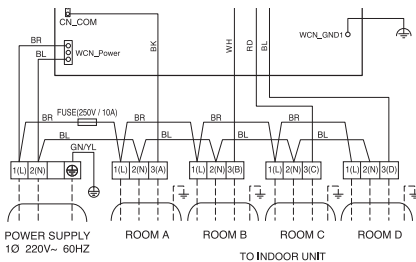 CN_COM
WCN_Power
WCN_GND1
BR
BL
BK
WH
RD
BL
FUSE(250V / 10A)
BR
BL
GN/YL
BR
BL
BR
BL
BR
BL
1(L) 2(N)
1(L) 2(N) 3(A)
1(L) 2(N) 3(B)
1(L) 2(N) 3(C)
1(L) 2(N) 3(D)
POWER SUPPLY
1Ø 220V~ 60HZ
ROOM A
ROOM B
ROOM C
ROOM D
TO INDOOR UNIT